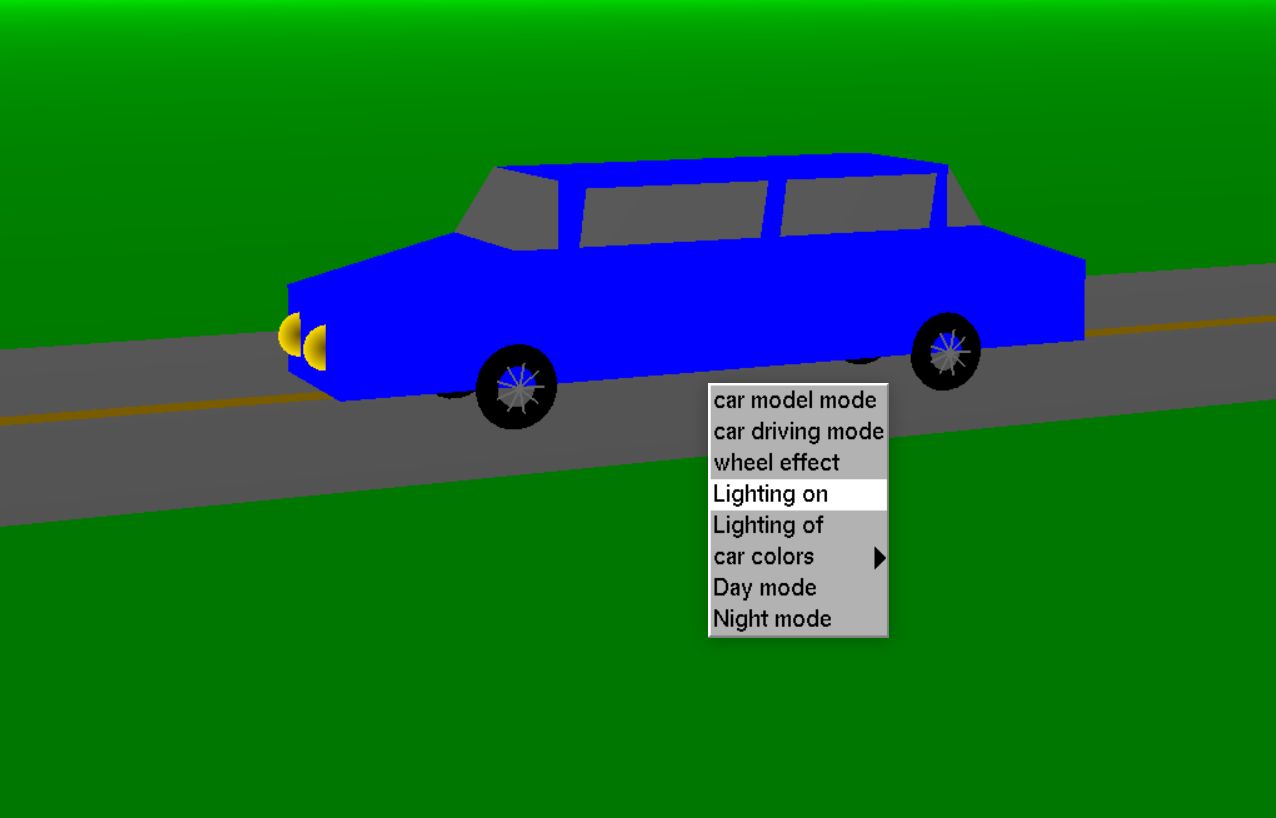 car model mode
car driving mode
wheel effect
Lighting on
Lighting of
car colors
Day mode
Night mode